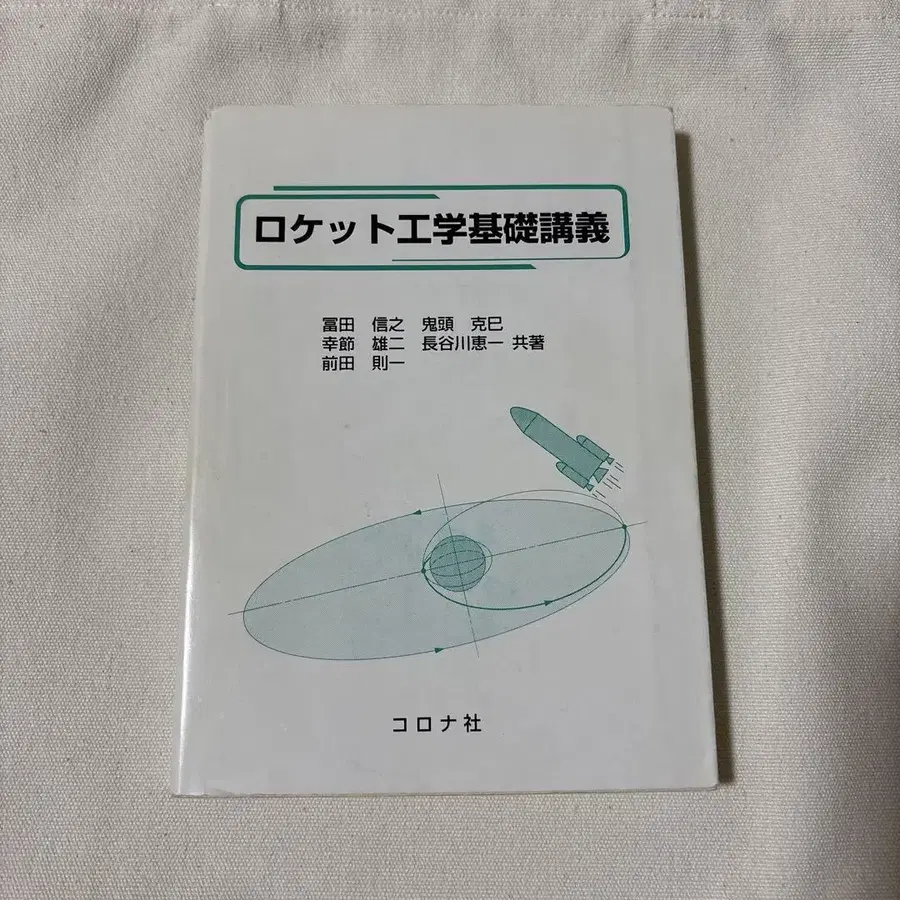 ロケット工学基礎講義
冨田 信之 鬼頭 克巳
幸節 雄二 長谷川恵一 共著
前田 則一
コロナ社